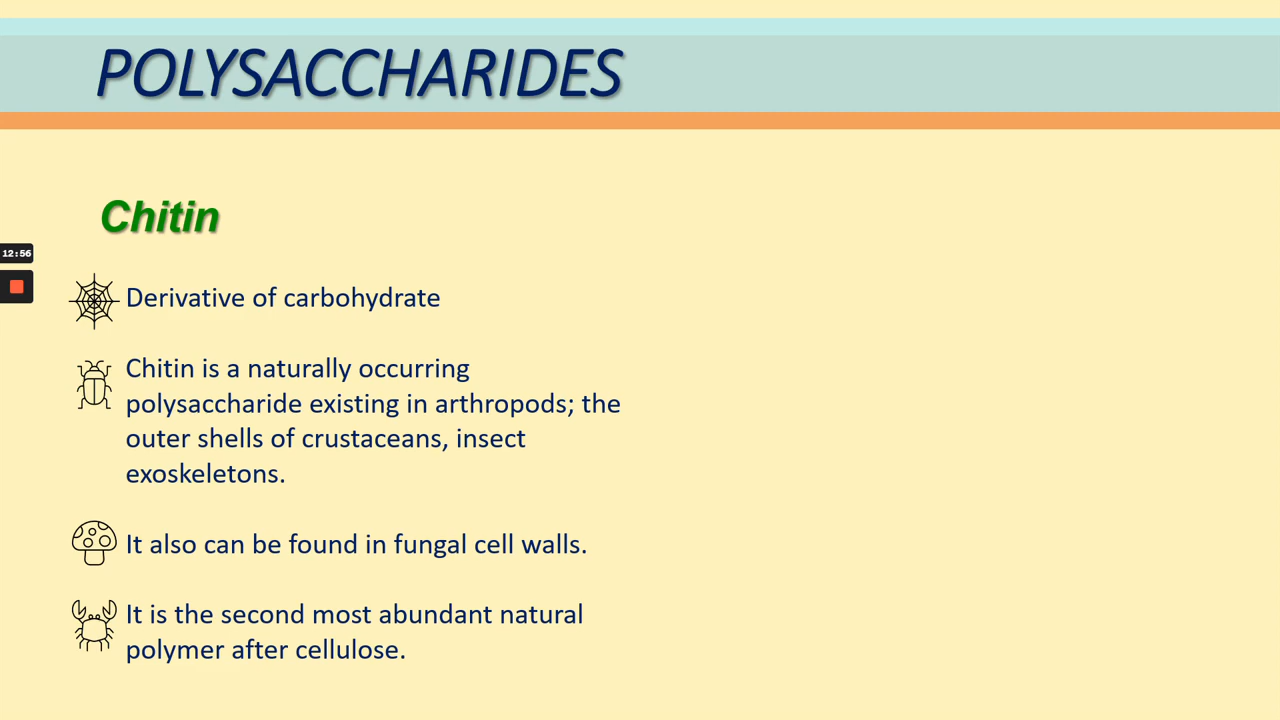 POLYSACCHARIDES
Chitin
12:56
Derivative of carbohydrate
Chitin is a naturally occurring
polysaccharide existing in arthropods; the
outer shells of crustaceans, insect
exoskeletons.
It also can be found in fungal cell walls.
It is the second most abundant natural
polymer after cellulose.